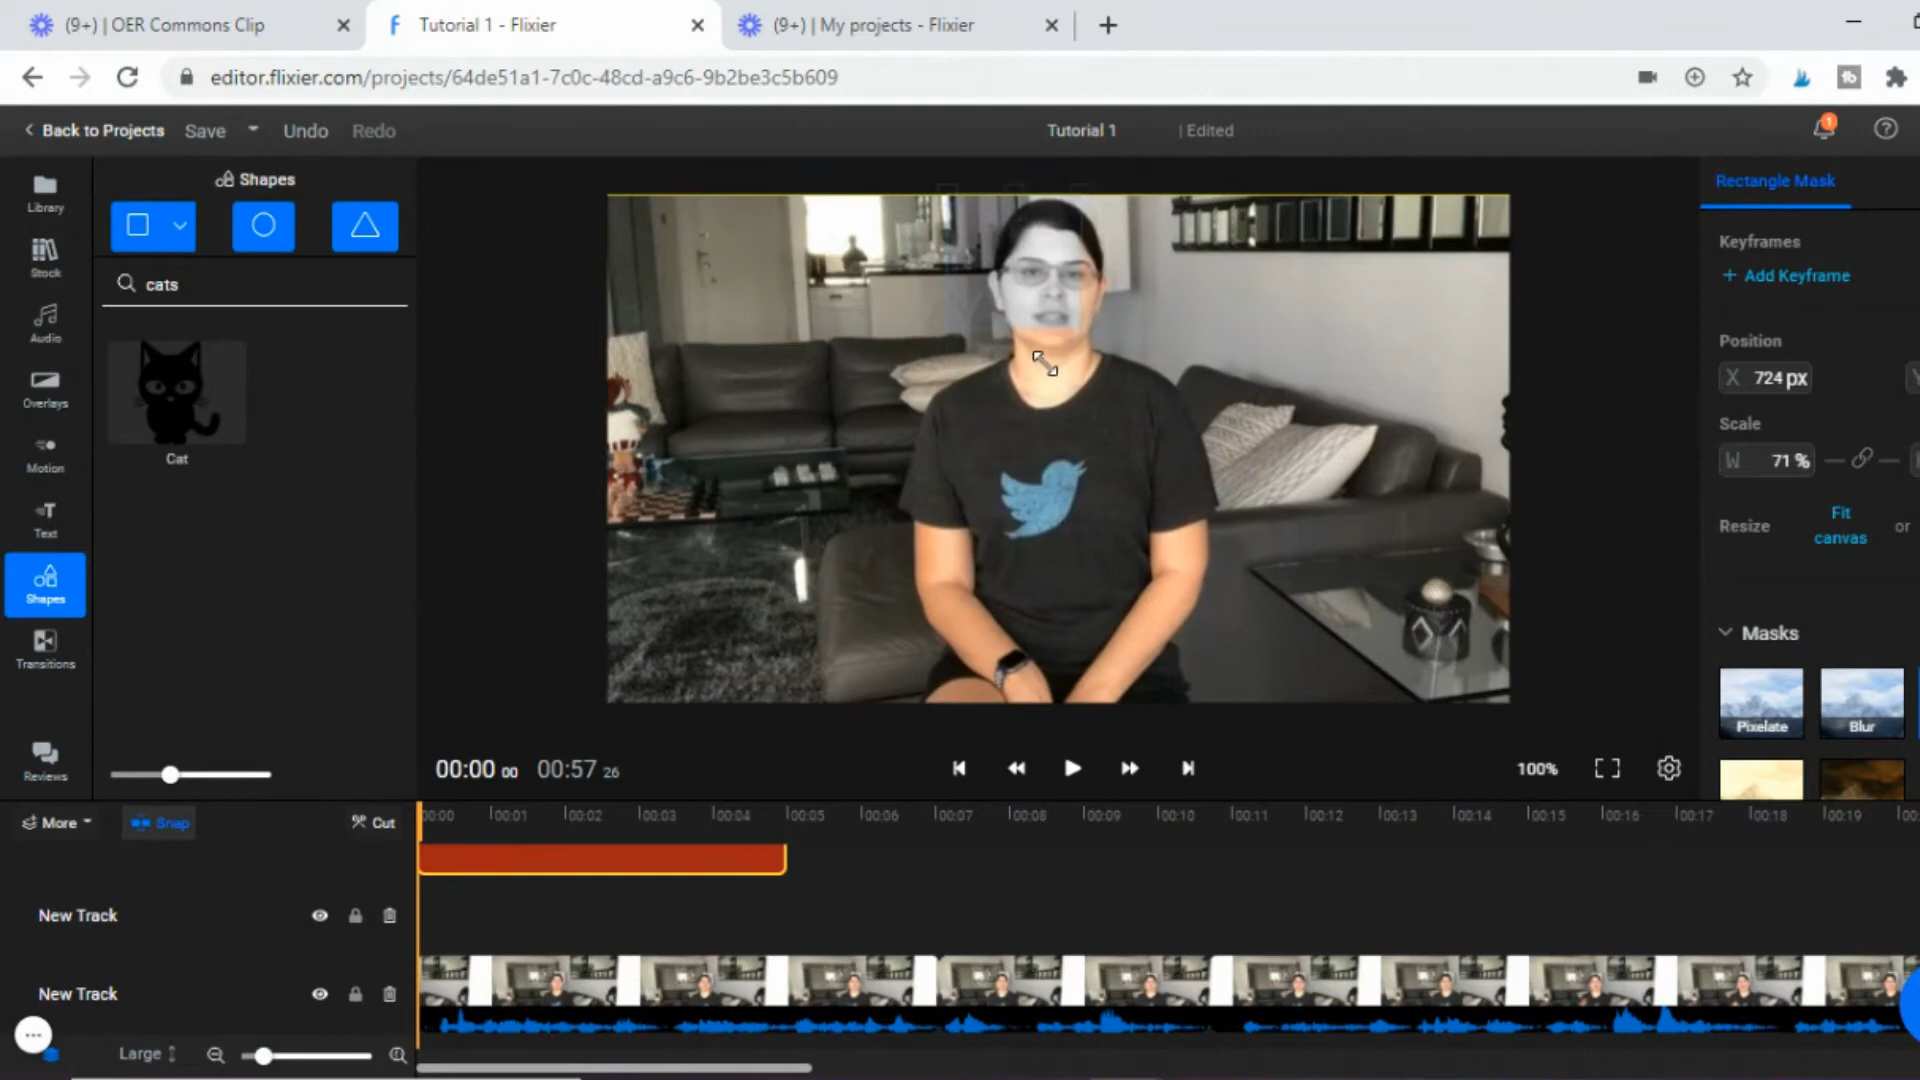 (9+) | OER Commons Clip
Tutorial 1 - Flixier
(9+) | My projects - Flixier
editor.flixier.com/projects/64de51a1-7c0c-48cd-a9c6-9b2be3c5b609
Back to Projects
Save
Undo
Redo
Tutorial 1
| Edited
1
Library
Stock
Audio
Overlays
Motion
Text
Shapes
Transitions
Reviews
Shapes
cats
Cat
Rectangle Mask
Keyframes
+ Add Keyframe
Position
X 724 px
Scale
W 71 %
Resize
Fit canvas
or
Masks
Pixelate
Blur
00:00 00
00:57 26
100%
More
Snap
Cut
00:00 00:01 00:02 00:03 00:04 00:05 00:06 00:07 00:08 00:09 00:10 00:11 00:12 00:13 00:14 00:15 00:16 00:17 00:18 00:19
New Track
New Track
Large